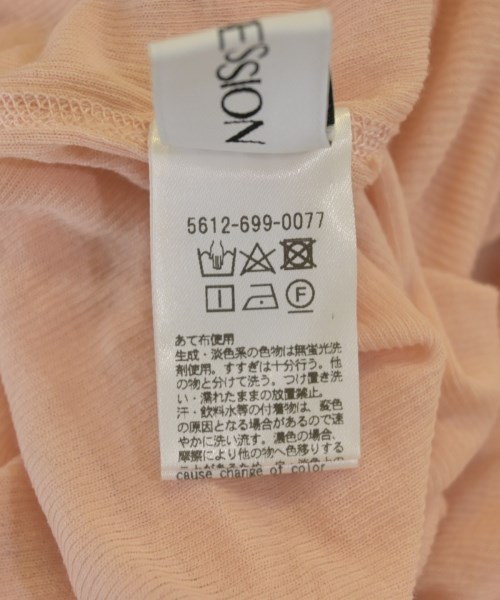 ESSION
5612-699-0077
F
あて布使用
生成・淡色系の色物は無蛍光洗
剤使用。すすぎは十分行う。他
の物と分けて洗う。つけ置き洗
い・濡れたままの放置禁止。
汗・飲料水等の付着物は、変色
の原因となる場合があるので速
やかに洗い流す。濃色の場合、
摩擦により他の物へ色移りする
cause change of color